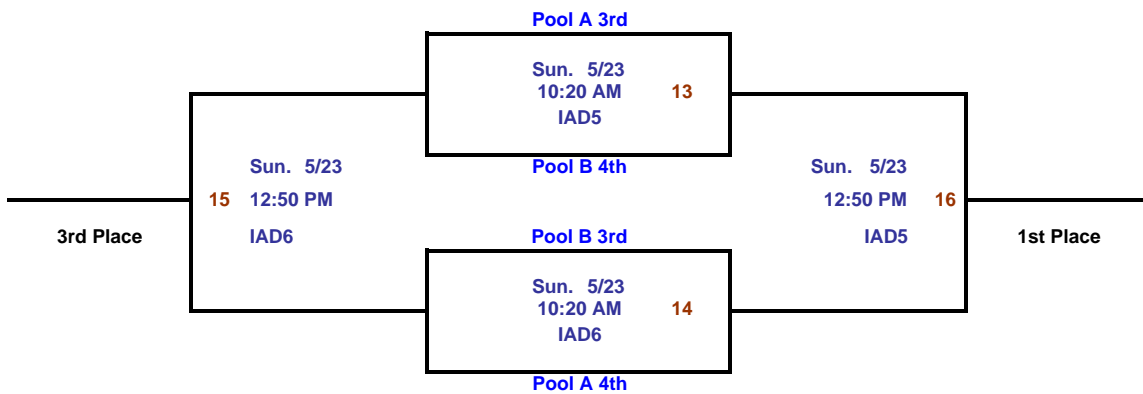 Pool A 3rd
Sun. 5/23
10:20 AM 13
IAD5
Pool B 4th
Sun. 5/23
15 12:50 PM
IAD6
3rd Place
Sun. 5/23
12:50 PM 16
IAD5
1st Place
Pool B 3rd
Sun. 5/23
10:20 AM 14
IAD6
Pool A 4th